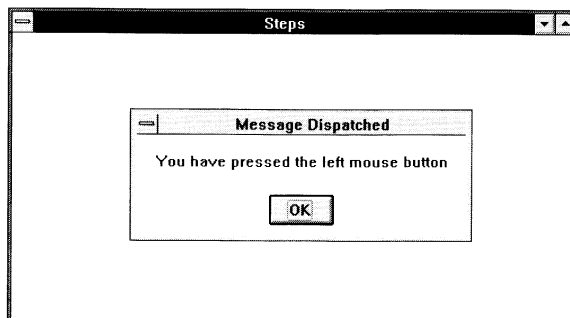 Steps
Message Dispatched
You have pressed the left mouse button
OK